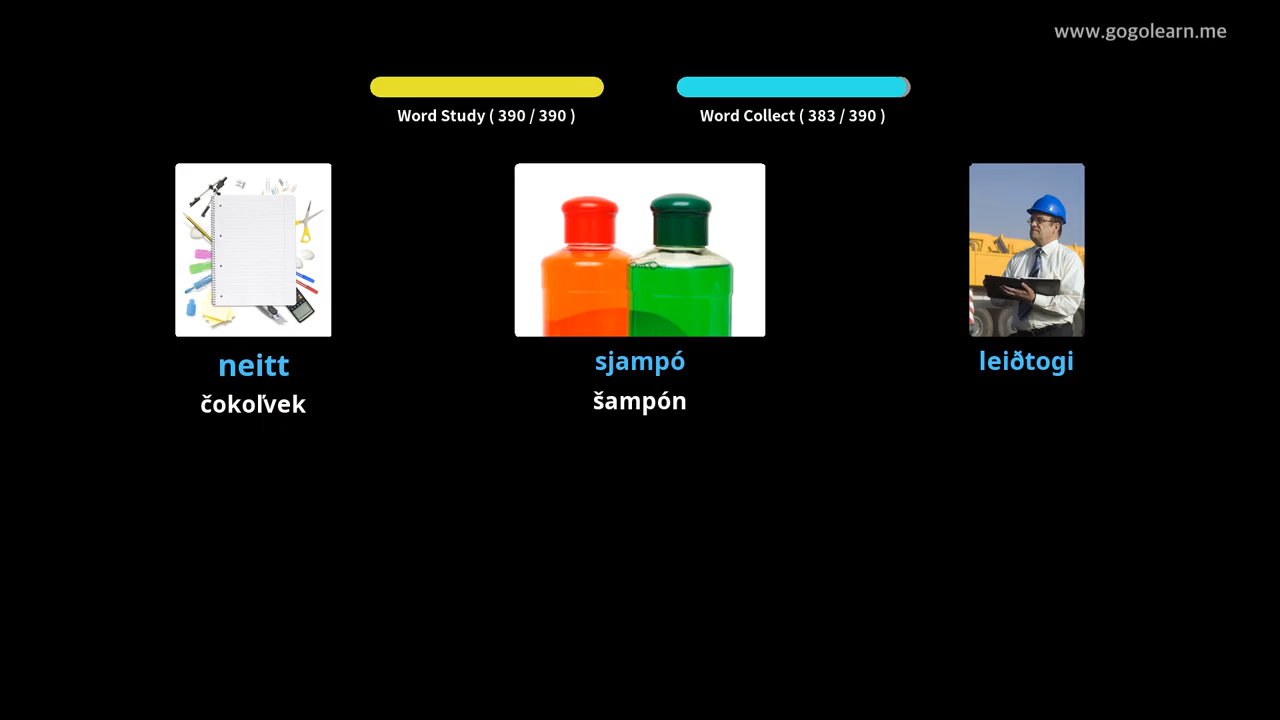 www.gogolearn.me
Word Study ( 390 / 390 )
Word Collect ( 383 / 390 )
neitt
čokoľvek
sjampó
šampón
leiðtogi